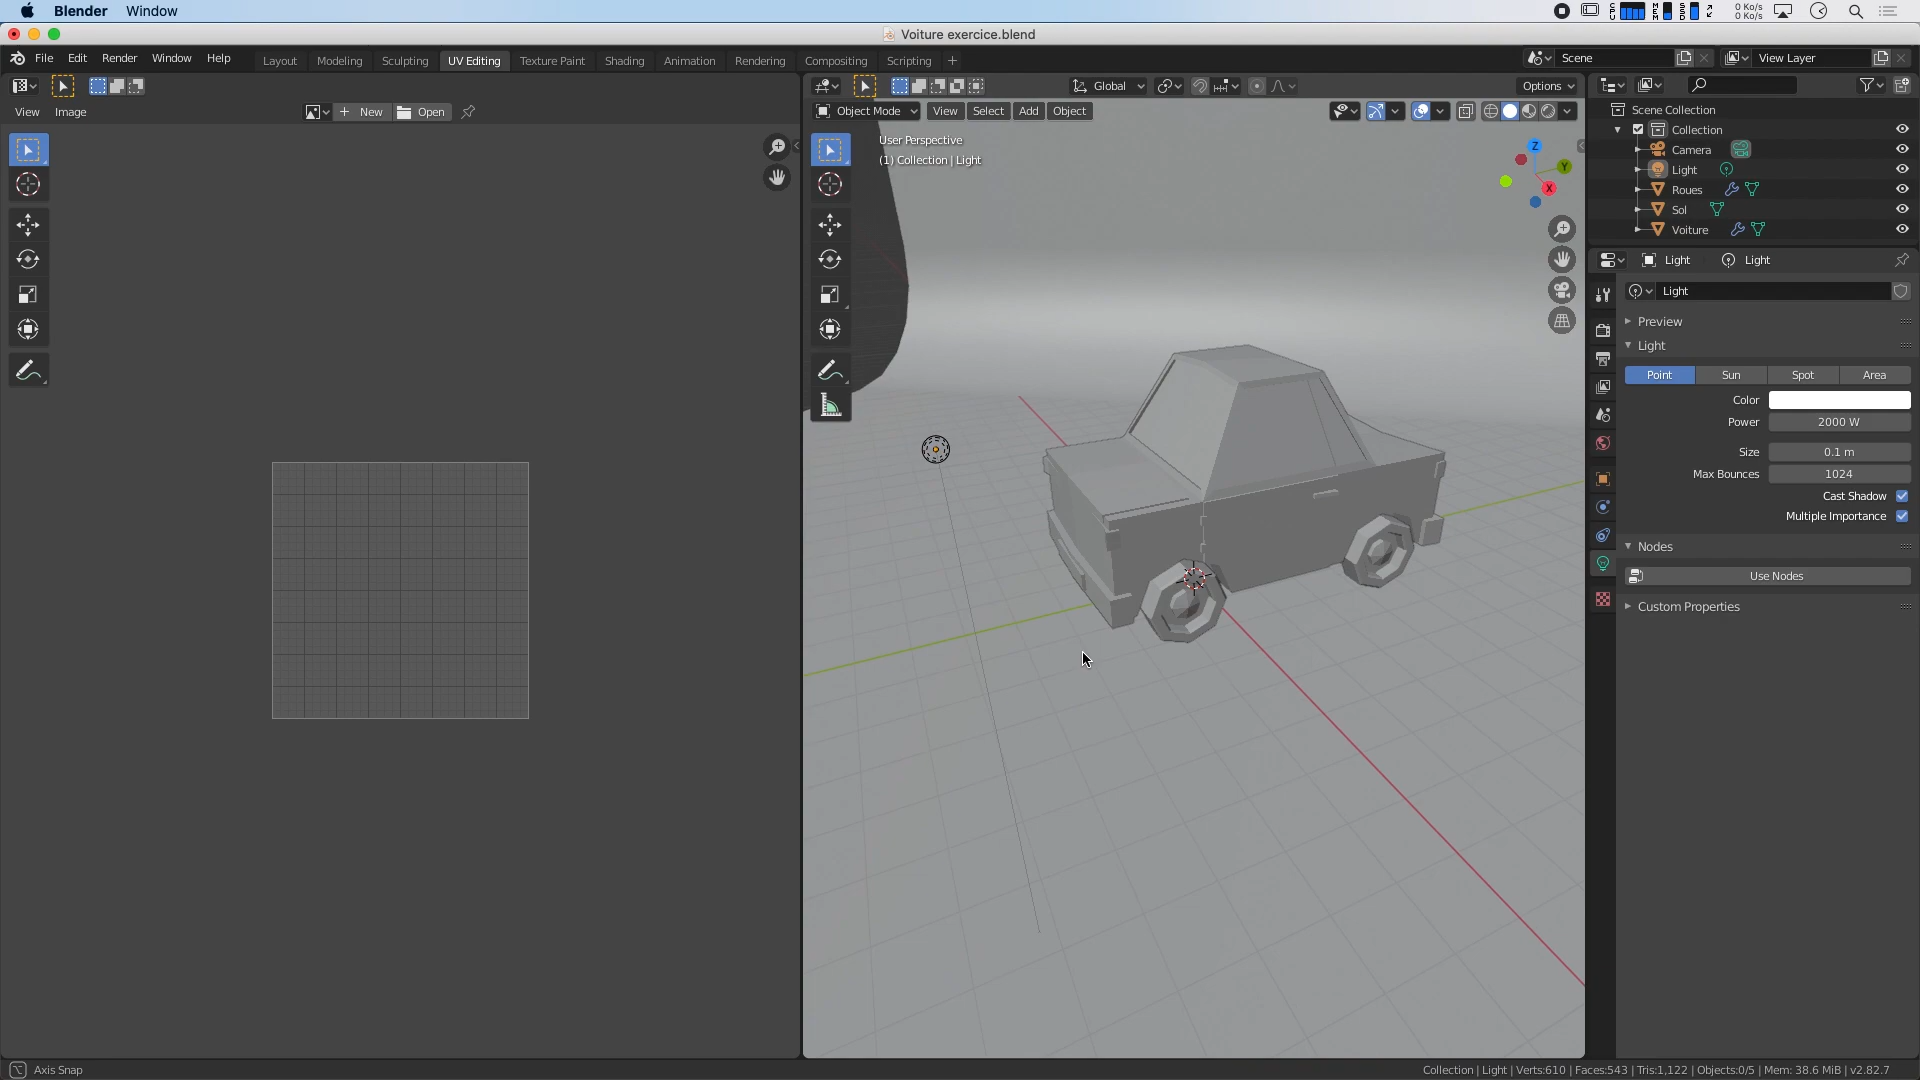 Blender Window
0 Ko/s
0 Ko/s
Voiture exercice.blend
File Edit Render Window Help
Layout Modeling Sculpting UV Editing Texture Paint Shading Animation Rendering Compositing Scripting +
Scene
View Layer
Global
Options
View Image
New
Open
Object Mode View Select Add Object
User Perspective
(1) Collection | Light
Z
Y
X
Scene Collection
Collection
Camera
Light
Roues
Sol
Voiture
Light
Light
Light
Preview
Light
Point Sun Spot Area
Color
Power 2000 W
Size 0.1 m
Max Bounces 1024
Cast Shadow
Multiple Importance
Nodes
Use Nodes
Custom Properties
Axis Snap
Collection | Light | Verts:610 | Faces:543 | Tris:1,122 | Objects:0/5 | Mem: 38.6 MiB | v2.82.7